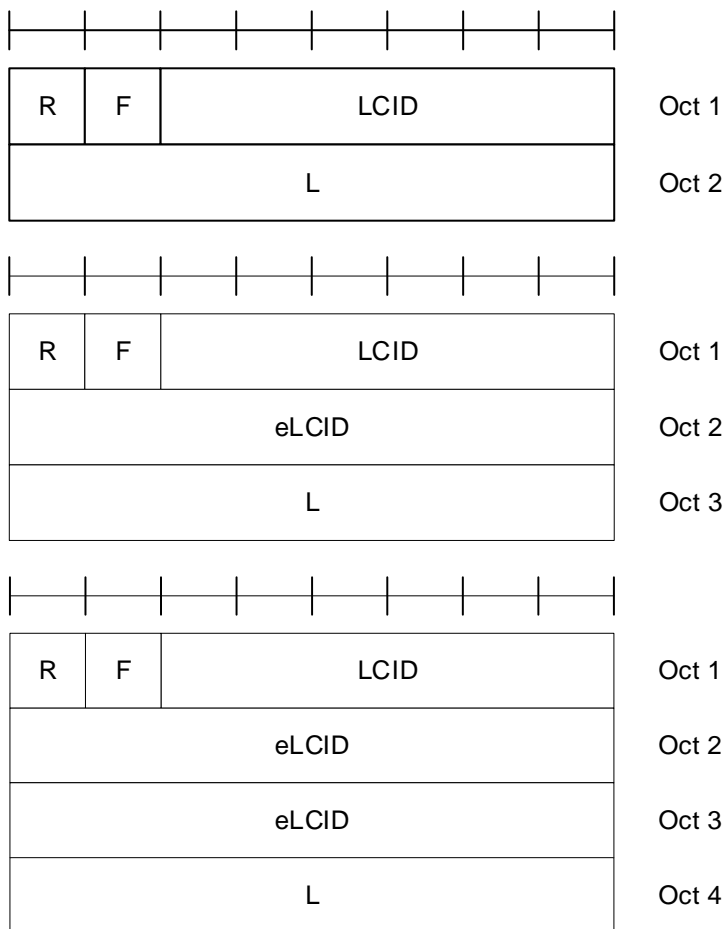 R F LCID Oct 1
L Oct 2
R F LCID Oct 1
eLCID Oct 2
L Oct 3
R F LCID Oct 1
eLCID Oct 2
eLCID Oct 3
L Oct 4